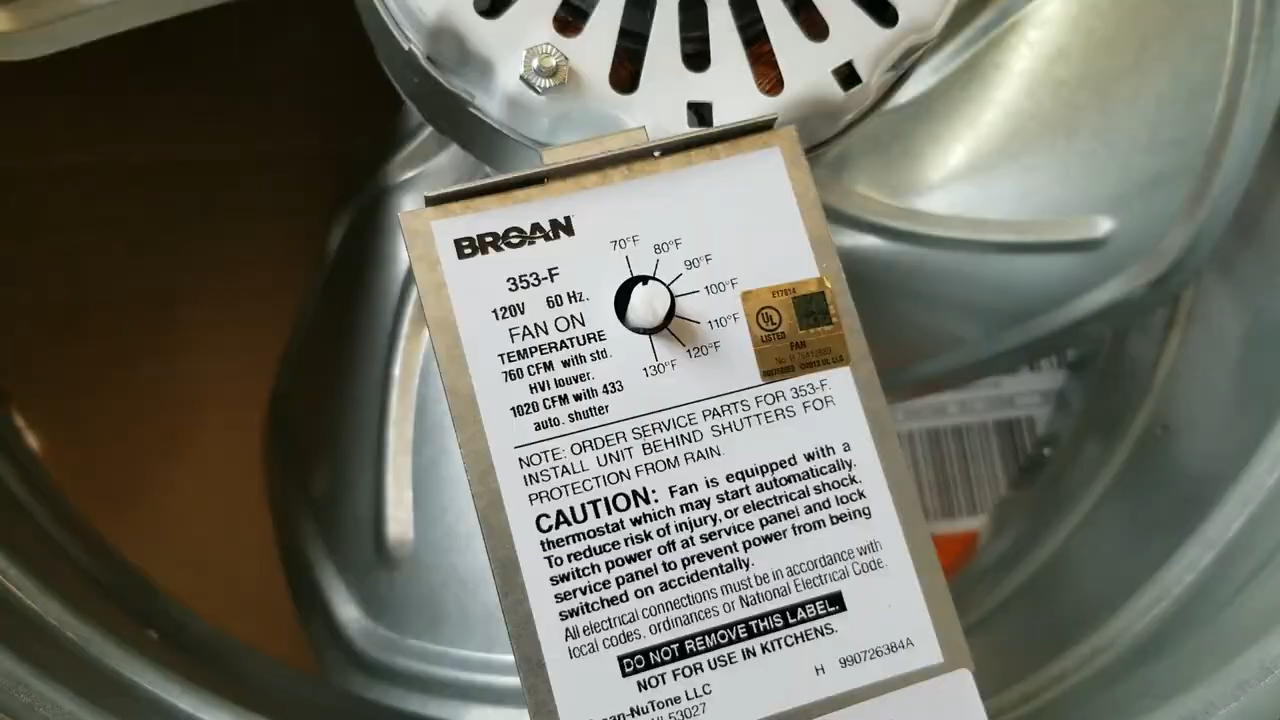 BROAN
353-F
120V 60 Hz.
FAN ON
TEMPERATURE
760 CFM with std.
HVI louver.
1020 CFM with 433
auto. shutter
70°F
80°F
90°F
100°F
110°F
120°F
130°F
E17814
UL
LISTED
FAN
NOTE: ORDER SERVICE PARTS FOR 353-F.
INSTALL UNIT BEHIND SHUTTERS FOR
PROTECTION FROM RAIN.
CAUTION: Fan is equipped with a
thermostat which may start automatically.
To reduce risk of injury, or electrical shock.
switch power off at service panel and lock
service panel to prevent power from being
switched on accidentally.
All electrical connections must be in accordance with
local codes, ordinances or National Electrical Code.
DO NOT REMOVE THIS LABEL.
NOT FOR USE IN KITCHENS.
H 990726384A
an-NuTone LLC
53027